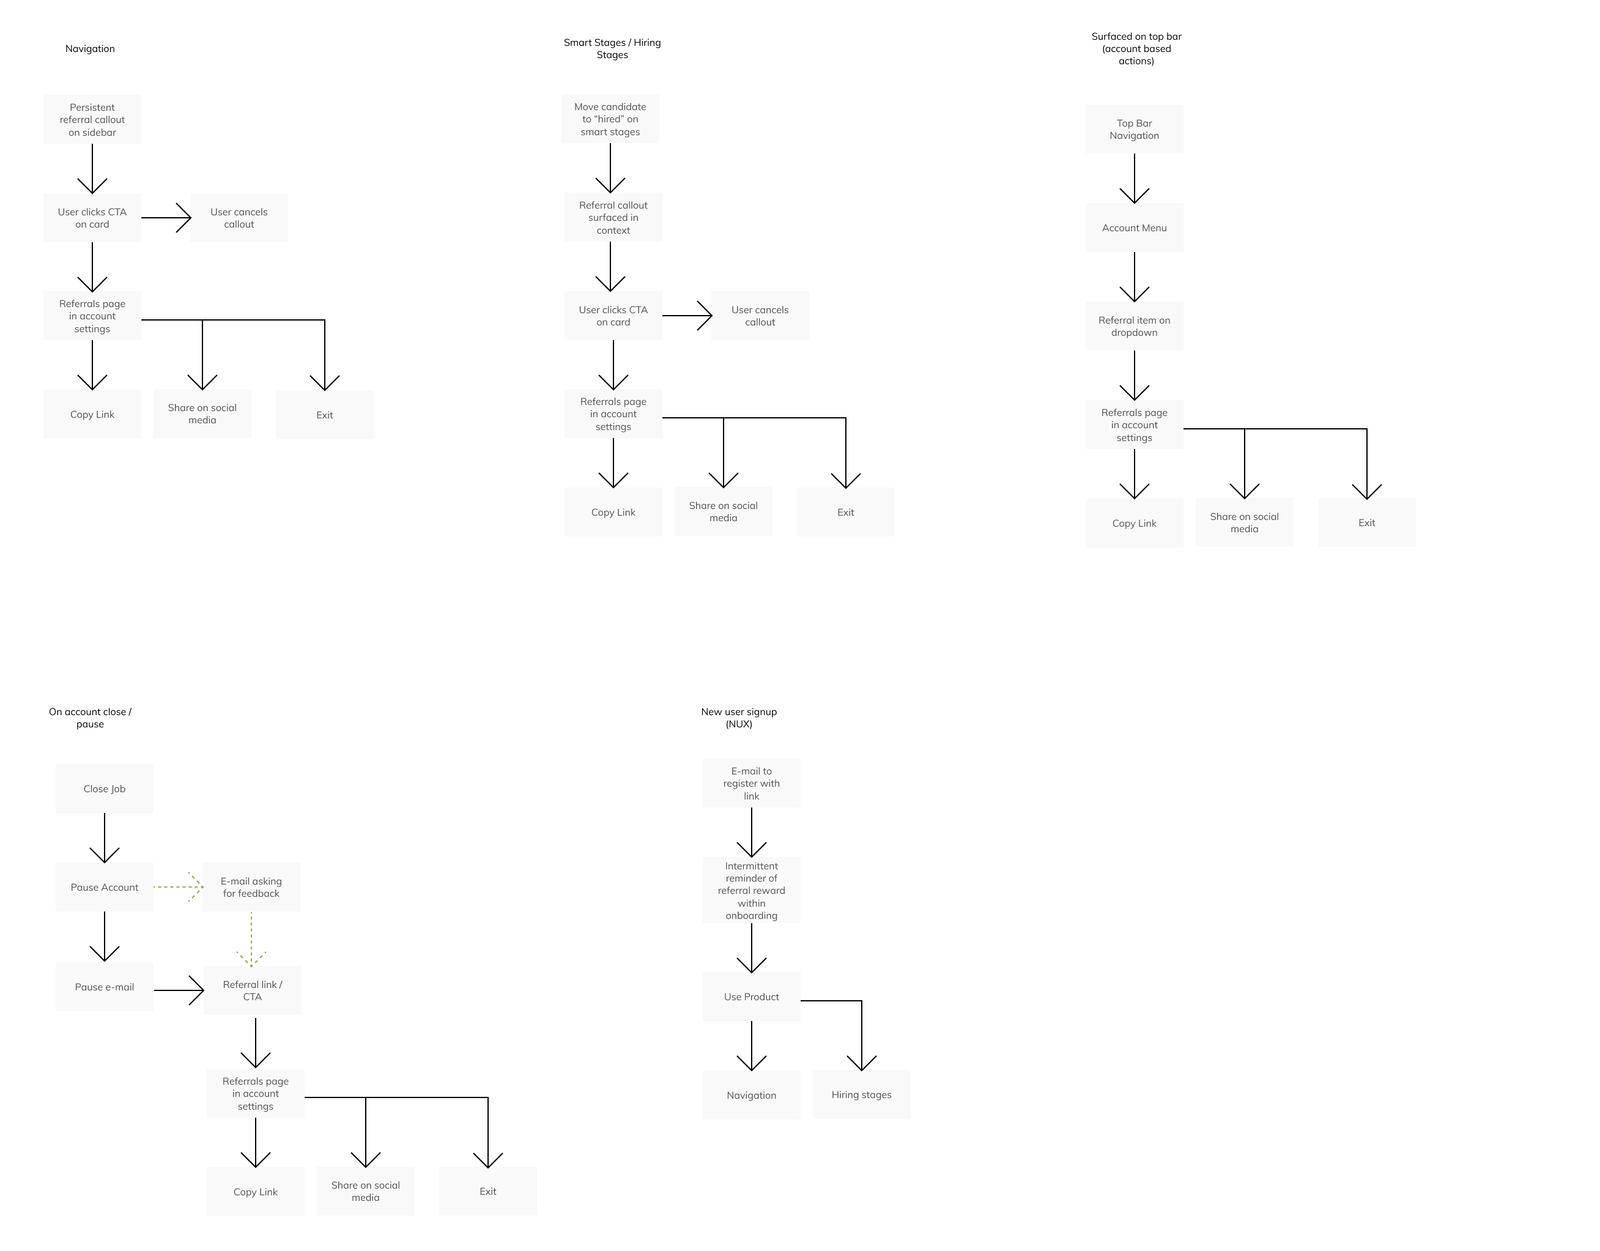 Navigation
Persistent
referral callout
on sidebar
User clicks CTA
on card
User cancels
callout
Referrals page
in account
settings
Copy Link
Share on social
media
Exit
Smart Stages / Hiring
Stages
Move candidate
to “hired” on
smart stages
Referral callout
surfaced in
context
User clicks CTA
on card
User cancels
callout
Referrals page
in account
settings
Copy Link
Share on social
media
Exit
Surfaced on top bar
(account based
actions)
Top Bar
Navigation
Account Menu
Referral item on
dropdown
Referrals page
in account
settings
Copy Link
Share on social
media
Exit
On account close /
pause
Close Job
Pause Account
E-mail asking
for feedback
Pause e-mail
Referral link /
CTA
Referrals page
in account
settings
Copy Link
Share on social
media
Exit
New user signup
(NUX)
E-mail to
register with
link
Intermittent
reminder of
referral reward
within
onboarding
Use Product
Navigation
Hiring stages